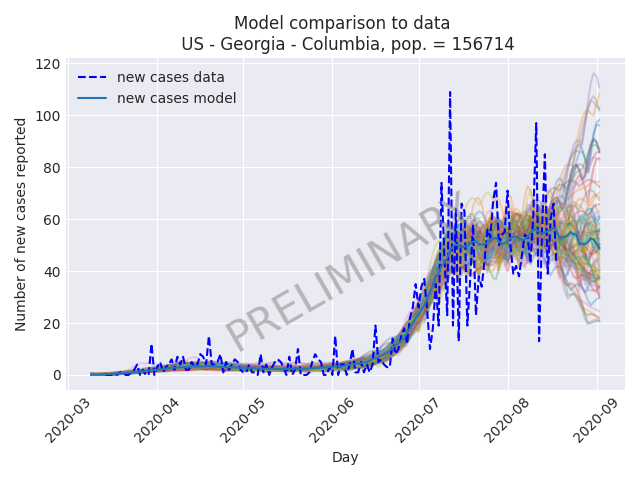 Model comparison to data
US - Georgia - Columbia, pop. = 156714
120
100
80
60
40
20
0
Number of new cases reported
new cases data
new cases model
PRELIMINARY
2020-03
2020-04
2020-05
2020-06
2020-07
2020-08
2020-09
Day